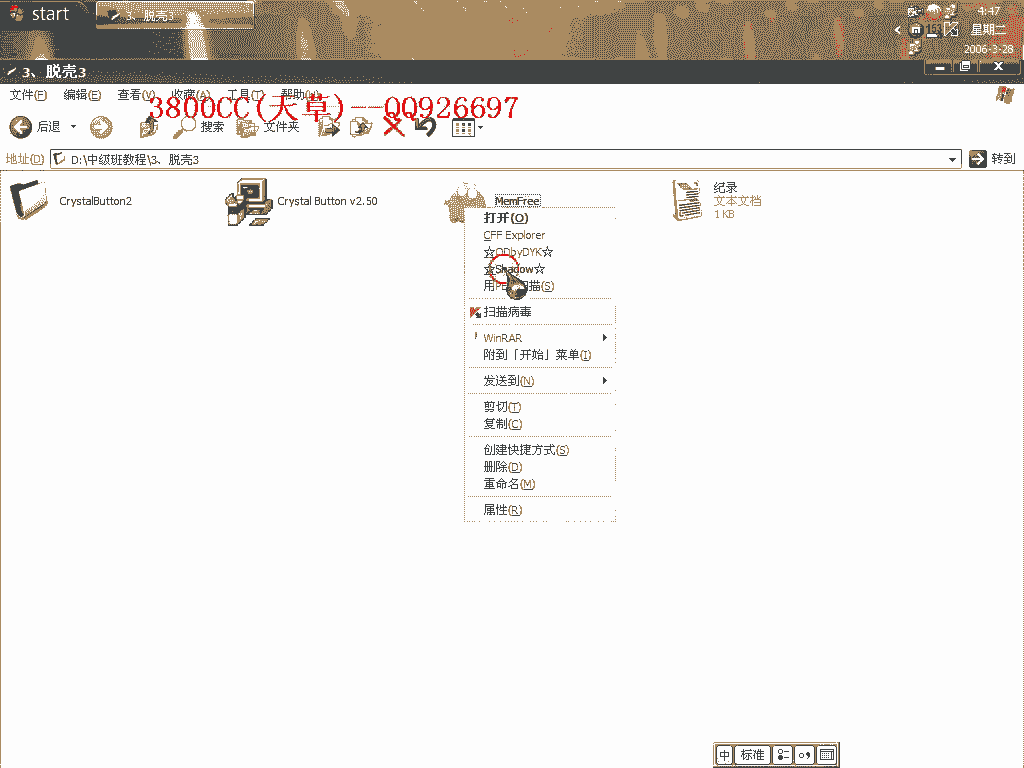 start
3、脱壳3
4:47
星期二
2006-3-28
3、脱壳3
文件(F) 编辑(E) 查看(V) 收藏(A) 工具(T) 帮助(H)
3800CC(天草)--QQ926697
后退 搜索 文件夹
地址(D) D:\中级班教程\3、脱壳3 转到
CrystalButton2
Crystal Button v2.50
MemFree
纪录
文本文档
1 KB
打开(O)
CFF Explorer
☆ODbyDYK☆
☆Shadow☆
扫描(S)
扫描病毒
WinRAR
附到「开始」菜单(I)
发送到(N)
剪切(T)
复制(C)
创建快捷方式(S)
删除(D)
重命名(M)
属性(R)
中 标准